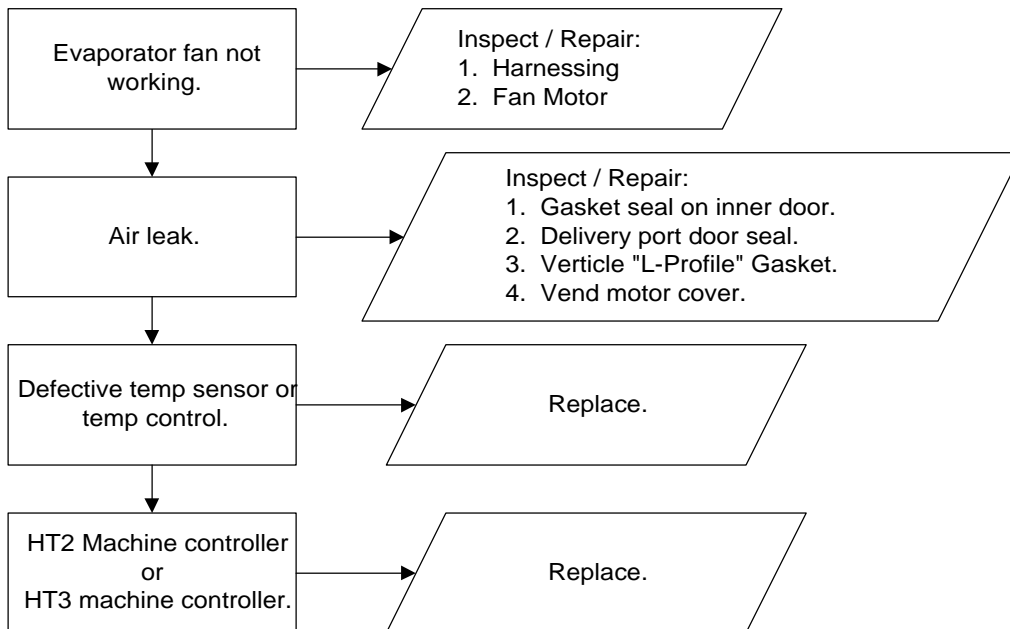 Evaporator fan not
working.
Inspect / Repair:
1. Harnessing
2. Fan Motor
Air leak.
Inspect / Repair:
1. Gasket seal on inner door.
2. Delivery port door seal.
3. Verticle "L-Profile" Gasket.
4. Vend motor cover.
Defective temp sensor or
temp control.
Replace.
HT2 Machine controller
or
HT3 machine controller.
Replace.